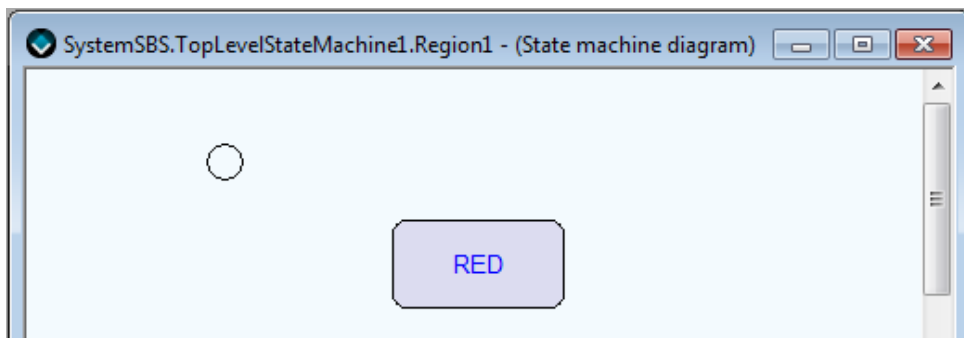 SystemSBS.TopLevelStateMachine1.Region1 - (State machine diagram)
RED